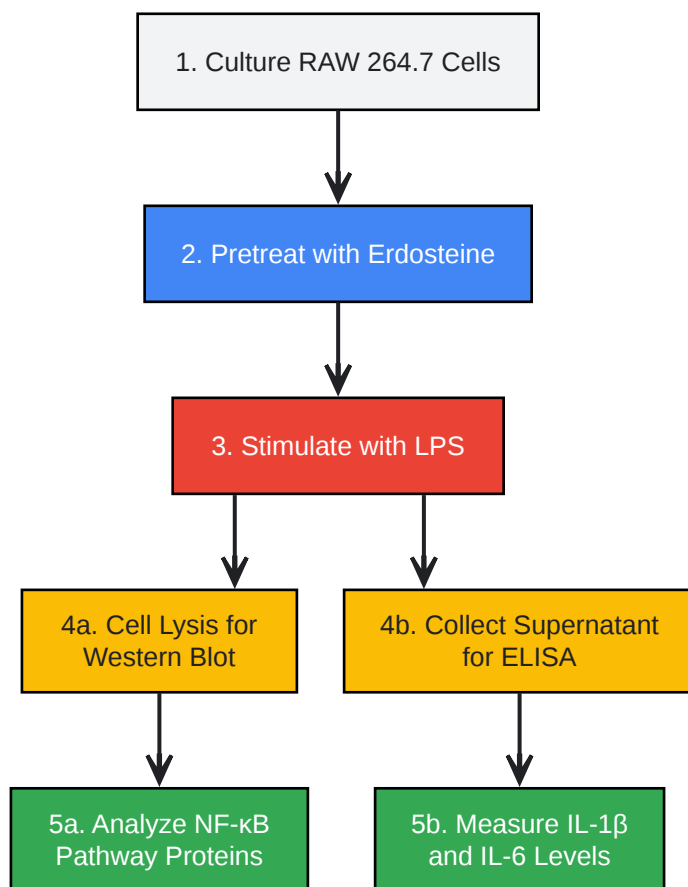 1. Culture RAW 264.7 Cells
2. Pretreat with Erdosteine
3. Stimulate with LPS
4a. Cell Lysis for
Western Blot
4b. Collect Supernatant
for ELISA
5a. Analyze NF-κB
Pathway Proteins
5b. Measure IL-1β
and IL-6 Levels